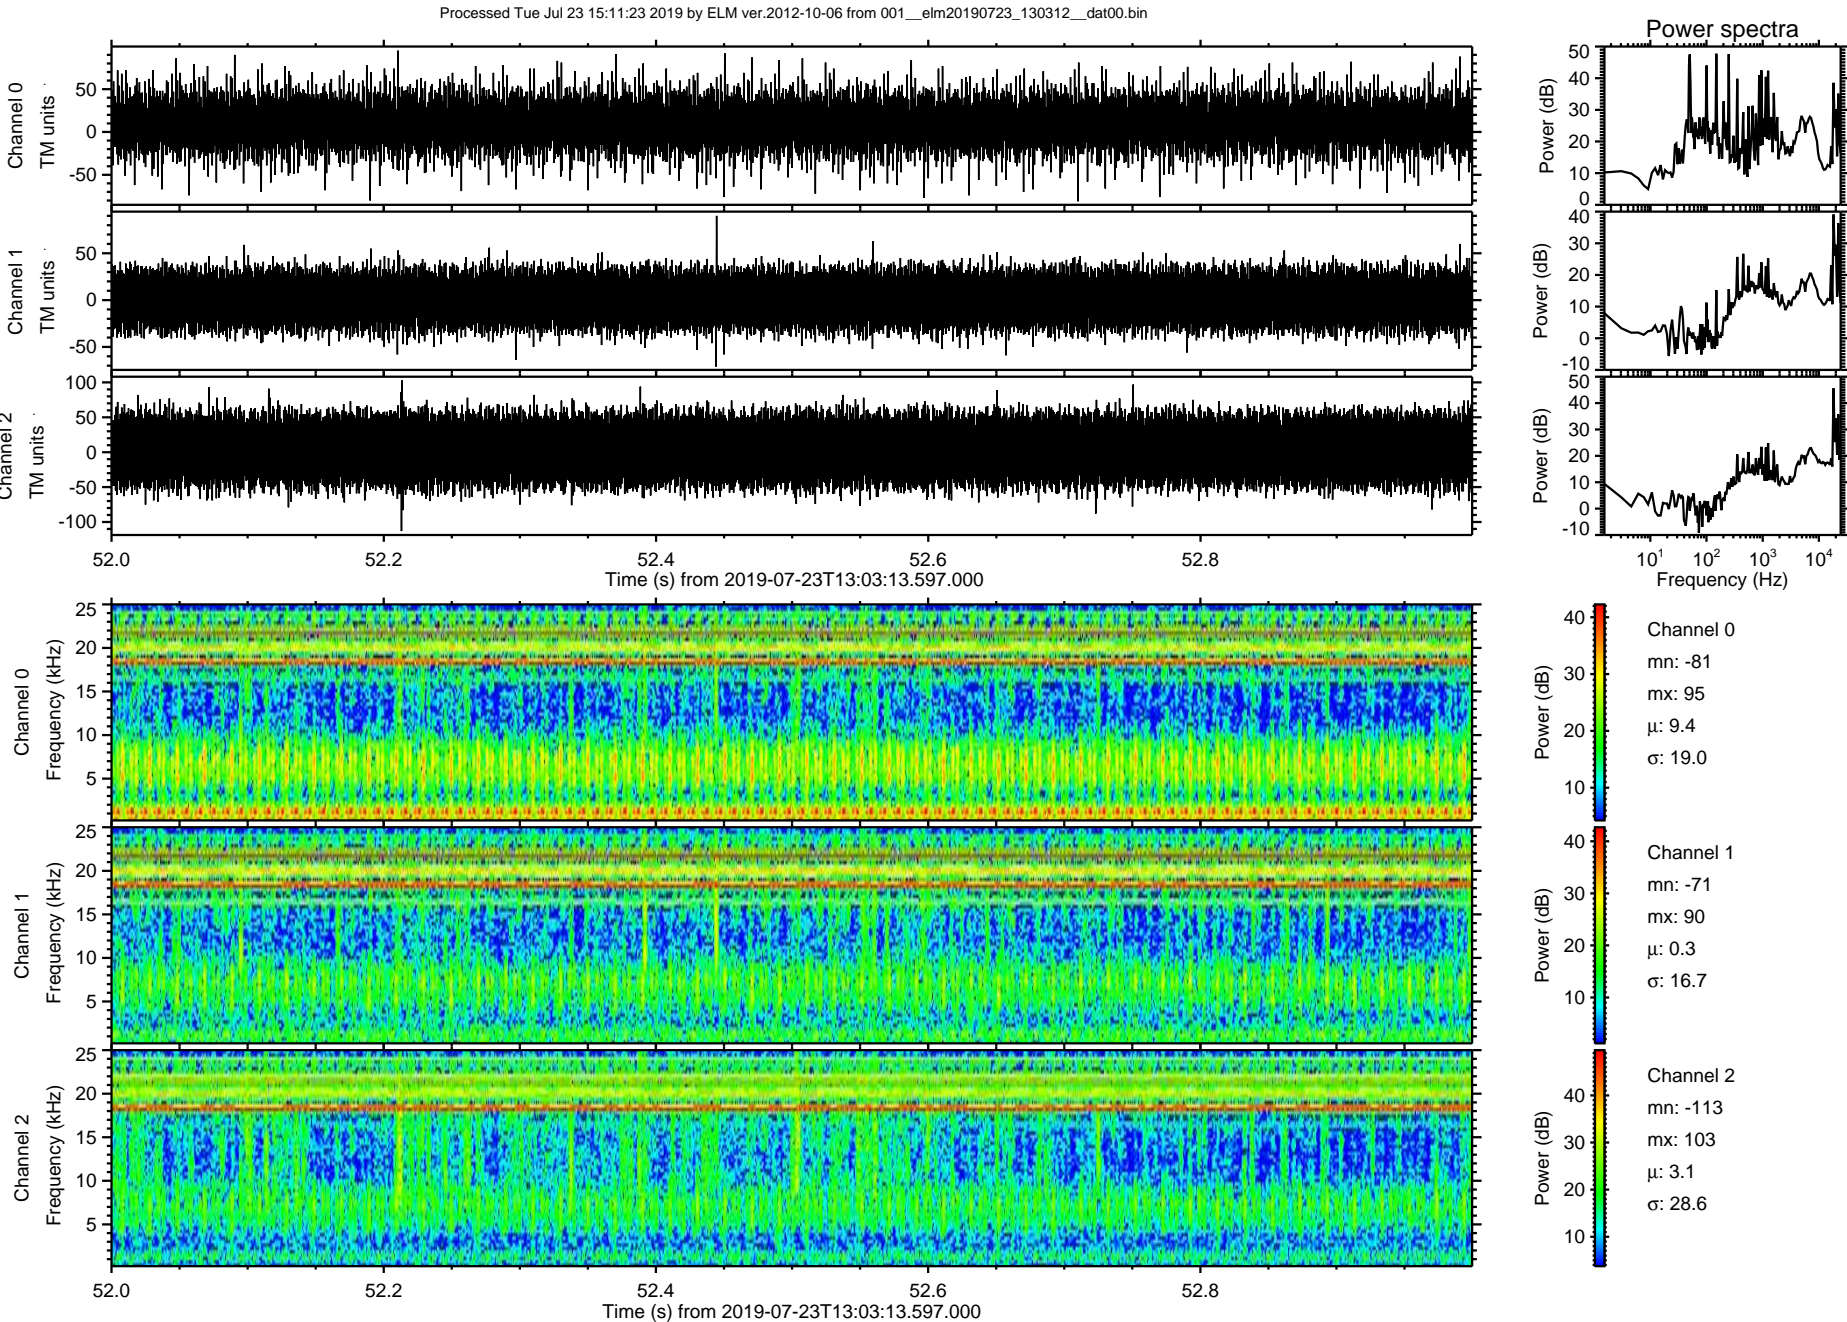 Processed Tue Jul 23 15:11:23 2019 by ELM ver.2012-10-06 from 001__elm20190723_130312__dat00.bin
Power spectra
Channel 0
TM units
50
0
-50
Power (dB)
50
40
30
20
10
0
Channel 1
TM units
50
0
-50
Power (dB)
40
30
20
10
0
-10
Channel 2
TM units
100
50
0
-50
-100
Power (dB)
50
40
30
20
10
0
-10
52.0 52.2 52.4 52.6 52.8
Time (s) from 2019-07-23T13:03:13.597.000
10^1 10^2 10^3 10^4
Frequency (Hz)
Channel 0
Frequency (kHz)
25
20
15
10
5
Power (dB)
40
30
20
10
Channel 0
mn: -81
mx: 95
μ: 9.4
σ: 19.0
Channel 1
Frequency (kHz)
25
20
15
10
5
Power (dB)
40
30
20
10
Channel 1
mn: -71
mx: 90
μ: 0.3
σ: 16.7
Channel 2
Frequency (kHz)
25
20
15
10
5
Power (dB)
40
30
20
10
Channel 2
mn: -113
mx: 103
μ: 3.1
σ: 28.6
52.0 52.2 52.4 52.6 52.8
Time (s) from 2019-07-23T13:03:13.597.000